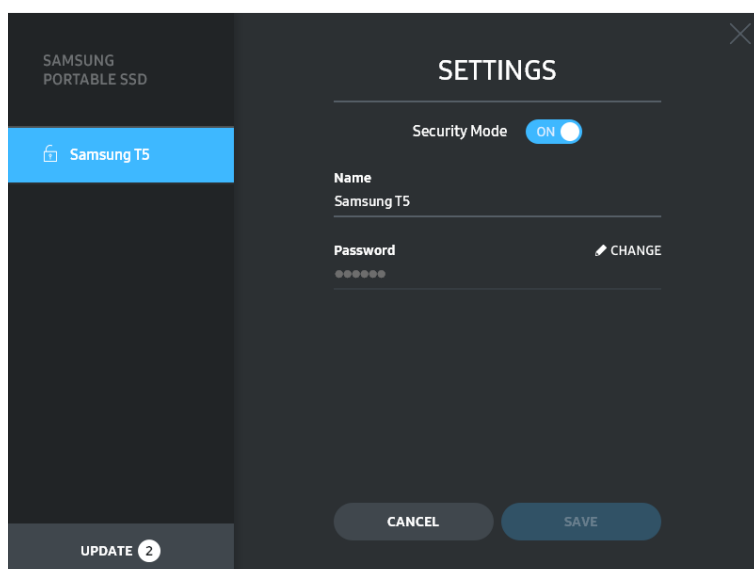 SAMSUNG
PORTABLE SSD
Samsung T5
UPDATE 2
SETTINGS
Security Mode ON
Name
Samsung T5
Password CHANGE
CANCEL SAVE